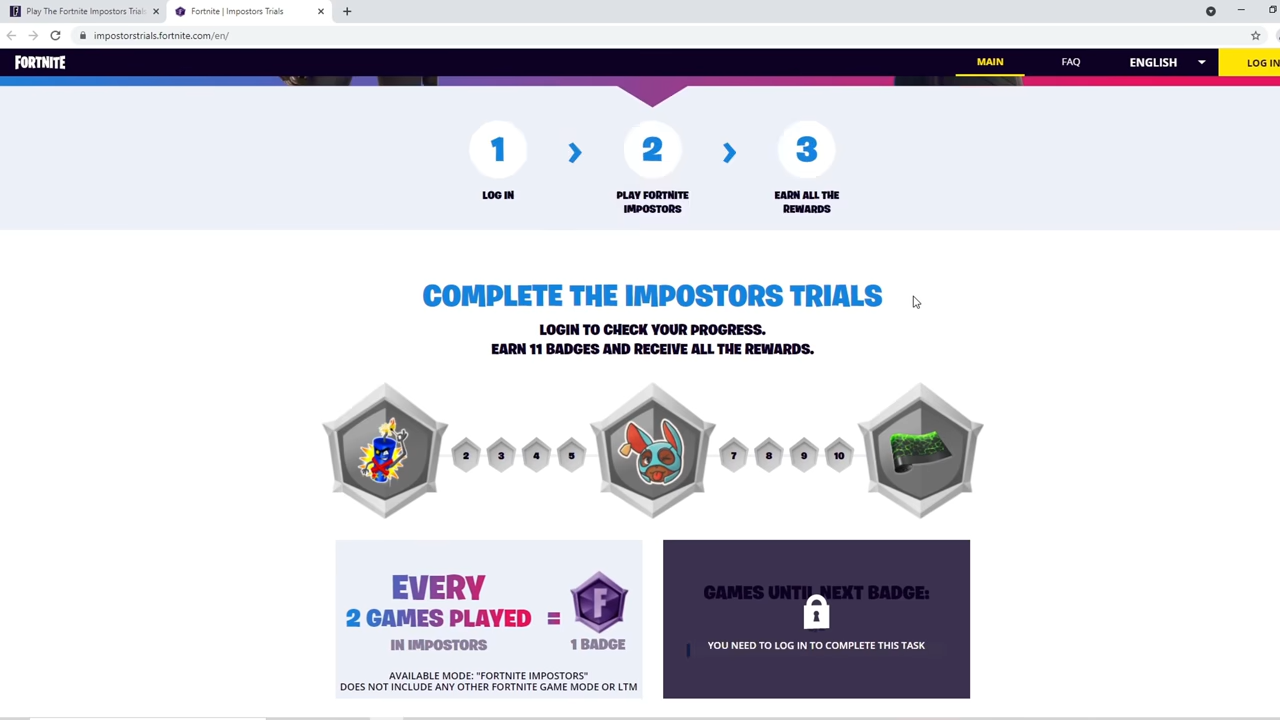 Play The Fortnite Impostors Trials
Fortnite | Impostors Trials
impostorstrials.fortnite.com/en/
FORTNITE
MAIN
FAQ
ENGLISH
LOG IN
1
2
3
LOG IN
PLAY FORTNITE
IMPOSTORS
EARN ALL THE
REWARDS
COMPLETE THE IMPOSTORS TRIALS
LOGIN TO CHECK YOUR PROGRESS.
EARN 11 BADGES AND RECEIVE ALL THE REWARDS.
2 3 4 5 7 8 9 10
EVERY
2 GAMES PLAYED
IN IMPOSTORS
=
F
1 BADGE
AVAILABLE MODE: "FORTNITE IMPOSTORS"
DOES NOT INCLUDE ANY OTHER FORTNITE GAME MODE OR LTM
GAMES UNTIL NEXT BADGE:
YOU NEED TO LOG IN TO COMPLETE THIS TASK